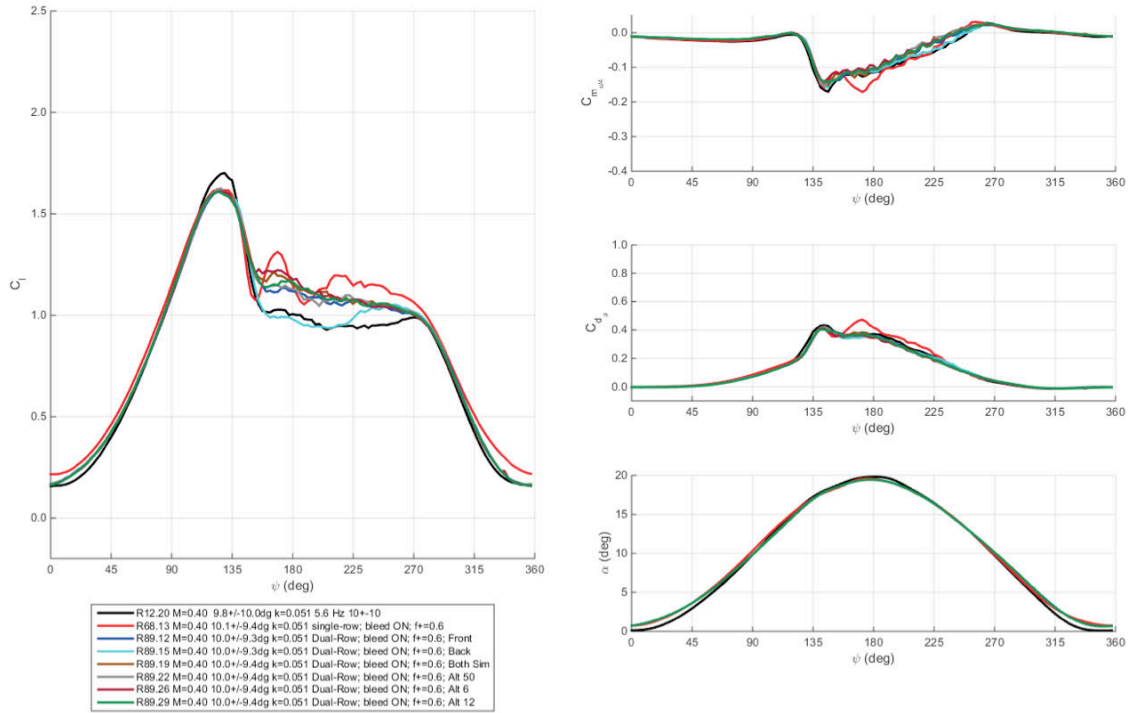 2.5
2.0
1.5
1.0
0.5
0.0
C_l
0 45 90 135 180 225 270 315 360
ψ (deg)
R12.20 M=0.40 9.8+/-10.0dg k=0.051 5.6 Hz 10+-10
R68.13 M=0.40 10.1+/-9.4dg k=0.051 single-row; bleed ON; f+=0.6
R89.12 M=0.40 10.0+/-9.3dg k=0.051 Dual-Row; bleed ON; f+=0.6; Front
R89.15 M=0.40 10.0+/-9.3dg k=0.051 Dual-Row; bleed ON; f+=0.6; Back
R89.19 M=0.40 10.0+/-9.4dg k=0.051 Dual-Row; bleed ON; f+=0.6; Both Sim
R89.22 M=0.40 10.0+/-9.4dg k=0.051 Dual-Row; bleed ON; f+=0.6; Alt 50
R89.26 M=0.40 10.0+/-9.4dg k=0.051 Dual-Row; bleed ON; f+=0.6; Alt 6
R89.29 M=0.40 10.0+/-9.4dg k=0.051 Dual-Row; bleed ON; f+=0.6; Alt 12
0.0
-0.1
-0.2
-0.3
-0.4
C_m
0 45 90 135 180 225 270 315 360
ψ (deg)
1.0
0.8
0.6
0.4
0.2
0.0
C_d_p
0 45 90 135 180 225 270 315 360
ψ (deg)
20
15
10
5
0
α (deg)
0 45 90 135 180 225 270 315 360
ψ (deg)